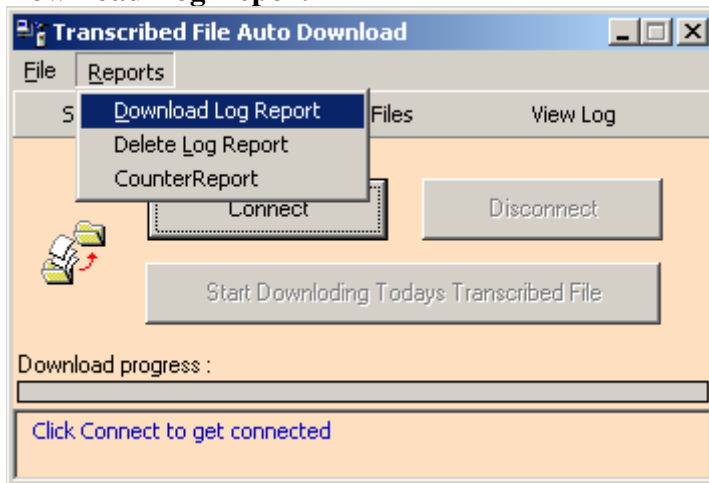 Transcribed File Auto Download
File Reports
S Files View Log
Download Log Report
Delete Log Report
CounterReport
Connect Disconnect
Start Downloding Todays Transcribed File
Download progress :
Click Connect to get connected